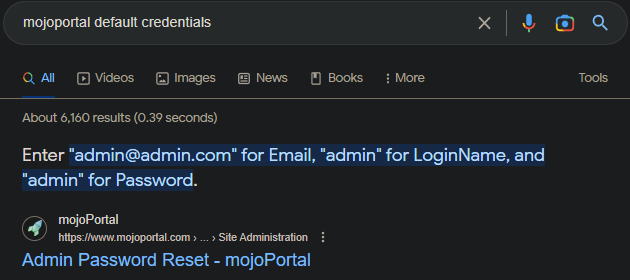 mojoportal default credentials
All Videos Images News Books More Tools
About 6,160 results (0.39 seconds)
Enter "admin@admin.com" for Email, "admin" for LoginName, and
"admin" for Password.
mojoPortal
https://www.mojoportal.com › ... › Site Administration
Admin Password Reset - mojoPortal